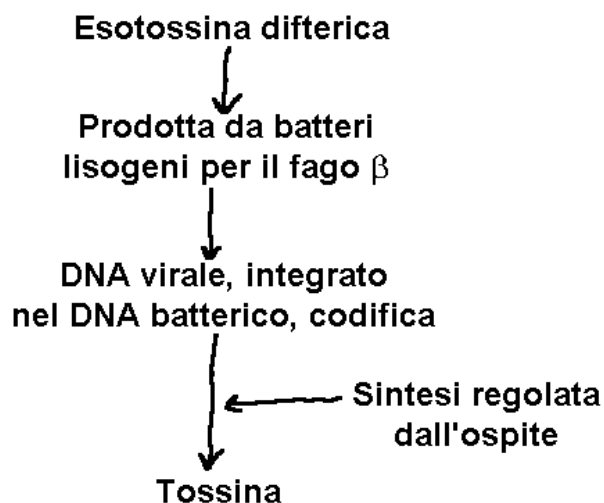 Esotossina difterica
Prodotta da batteri
lisogeni per il fago β
DNA virale, integrato
nel DNA batterico, codifica
Sintesi regolata
dall'ospite
Tossina